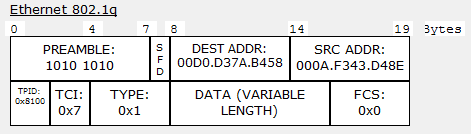 Ethernet 802.1q
0 4 7 8 14 19 Bytes
PREAMBLE: 1010 1010
SFD
DEST ADDR: 00D0.D37A.B458
SRC ADDR: 000A.F343.D48E
TPID: 0x8100
TCI: 0x7
TYPE: 0x1
DATA (VARIABLE LENGTH)
FCS: 0x0